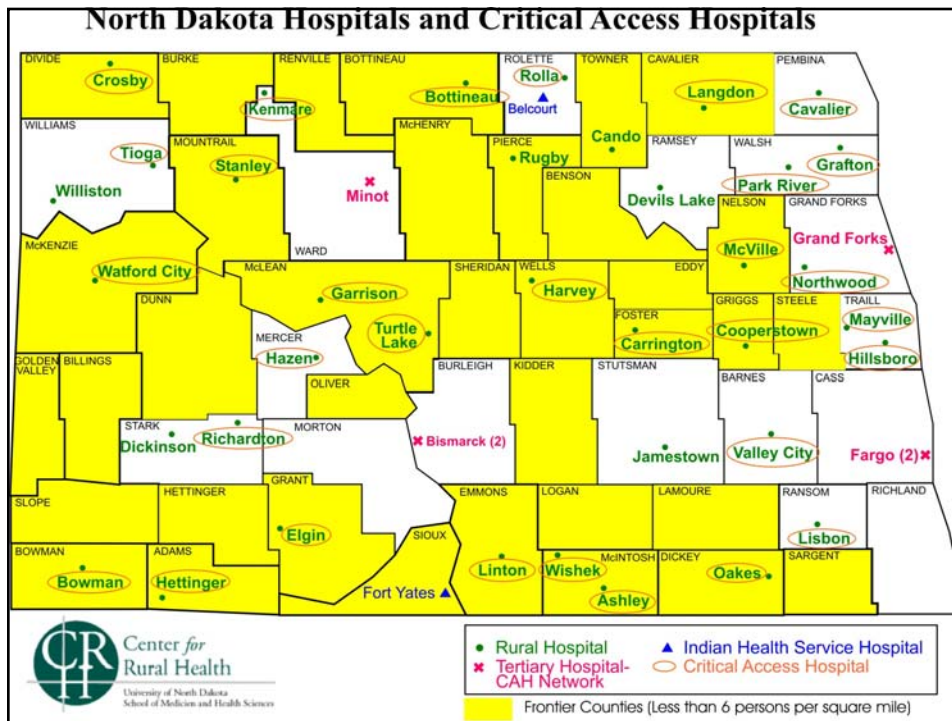 North Dakota Hospitals and Critical Access Hospitals
DIVIDE
BURKE
RENVILLE
BOTTINEAU
ROLETTE
TOWNER
CAVALIER
PEMBINA
Crosby
Kenmare
Bottineau
Rolla
Belcourt
Langdon
Cavalier
WILLIAMS
MOUNTRAIL
McHENRY
PIERCE
Cando
RAMSEY
WALSH
Tioga
Stanley
Rugby
Grafton
Williston
Minot
BENSON
Devils Lake
Park River
NELSON
GRAND FORKS
McKENZIE
WARD
Grand Forks
Watford City
McLEAN
SHERIDAN
WELLS
EDDY
McVille
Northwood
DUNN
Garrison
Harvey
GRIGGS
STEELE
TRAILL
MERCER
Turtle
Lake
FOSTER
Carrington
Cooperstown
Mayville
Hazen
Hillsboro
GOLDEN
VALLEY
BILLINGS
OLIVER
BURLEIGH
KIDDER
STUTSMAN
BARNES
CASS
STARK
Dickinson
Richardton
MORTON
Bismarck (2)
Jamestown
Valley City
Fargo (2)
SLOPE
HETTINGER
GRANT
EMMONS
LOGAN
LAMOURE
RANSOM
RICHLAND
Elgin
SIOUX
Lisbon
BOWMAN
ADAMS
McINTOSH
DICKEY
SARGENT
Bowman
Hettinger
Fort Yates
Linton
Wishek
Ashley
Oakes
CRH
Center for
Rural Health
University of North Dakota
School of Medicine and Health Sciences
Rural Hospital
Indian Health Service Hospital
Tertiary Hospital-
CAH Network
Critical Access Hospital
Frontier Counties (Less than 6 persons per square mile)